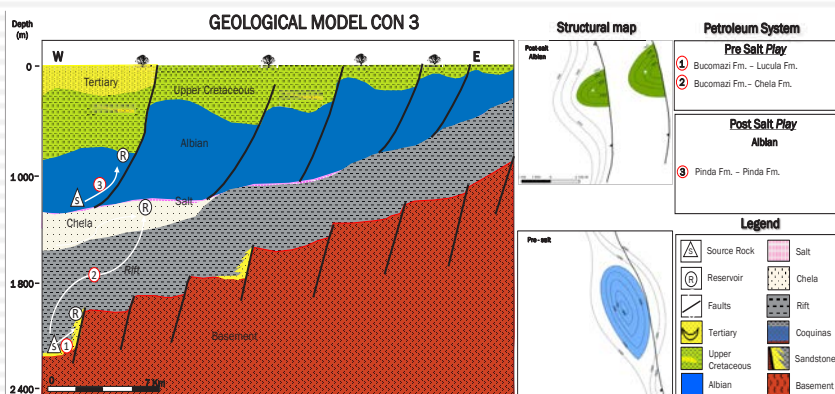 GEOLOGICAL MODEL CON 3
Depth
(m)
W
E
0
1 000
1 800
2 400
Tertiary
Upper Cretaceous
Albian
R
3
S
Salt
R
Chela
Rift
2
R
S
1
Basement
0
7 Km
Structural map
Post-salt
Albian
Pre - salt
Petroleum System
Pre Salt Play
1 Bucomazi Fm. – Lucula Fm.
2 Bucomazi Fm. – Chela Fm.
Post Salt Play
Albian
3 Pinda Fm. – Pinda Fm.
Legend
S Source Rock
Salt
R Reservoir
Chela
Faults
Rift
Tertiary
Coquinas
Upper
Cretaceous
Sandstone
Albian
Basement